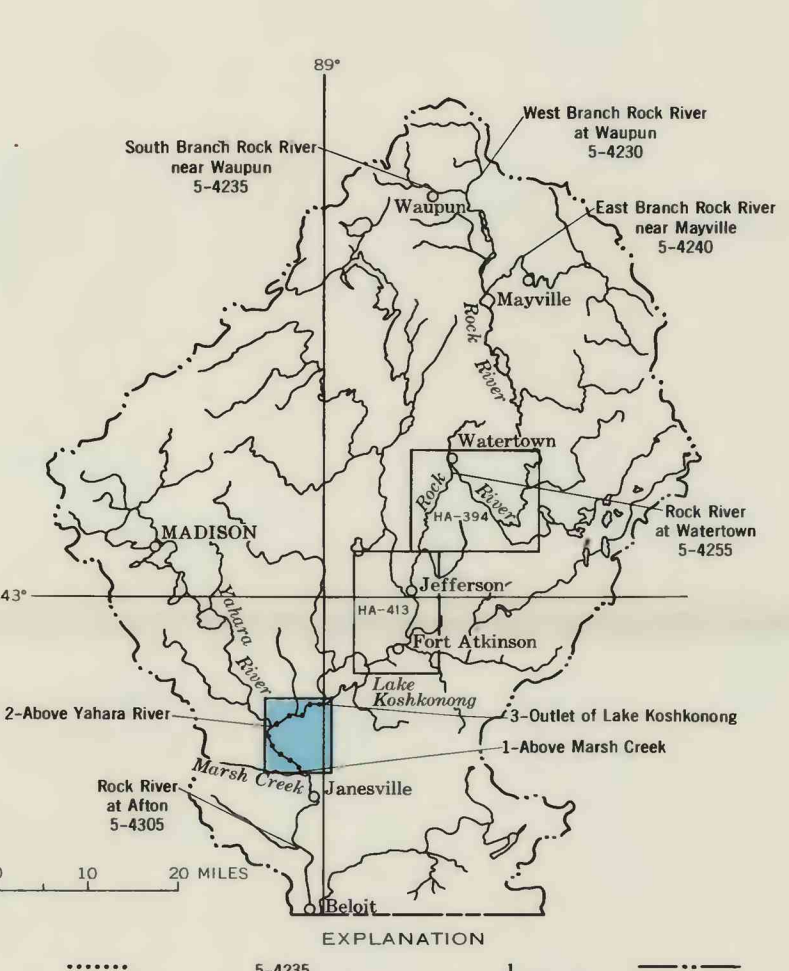 89°
West Branch Rock River
at Waupun
5-4230
South Branch Rock River
near Waupun
5-4235
Waupun
East Branch Rock River
near Mayville
5-4240
Mayville
Rock
River
Watertown
Rock
River
HA-394
Rock River
at Watertown
5-4255
MADISON
Jefferson
43°
HA-413
Yahara
River
Fort Atkinson
Lake
Koshkonong
2-Above Yahara River
3-Outlet of Lake Koshkonong
1-Above Marsh Creek
Marsh Creek
Rock River
at Afton
5-4305
Janesville
0 10 20 MILES
Beloit
EXPLANATION
5-4235 1